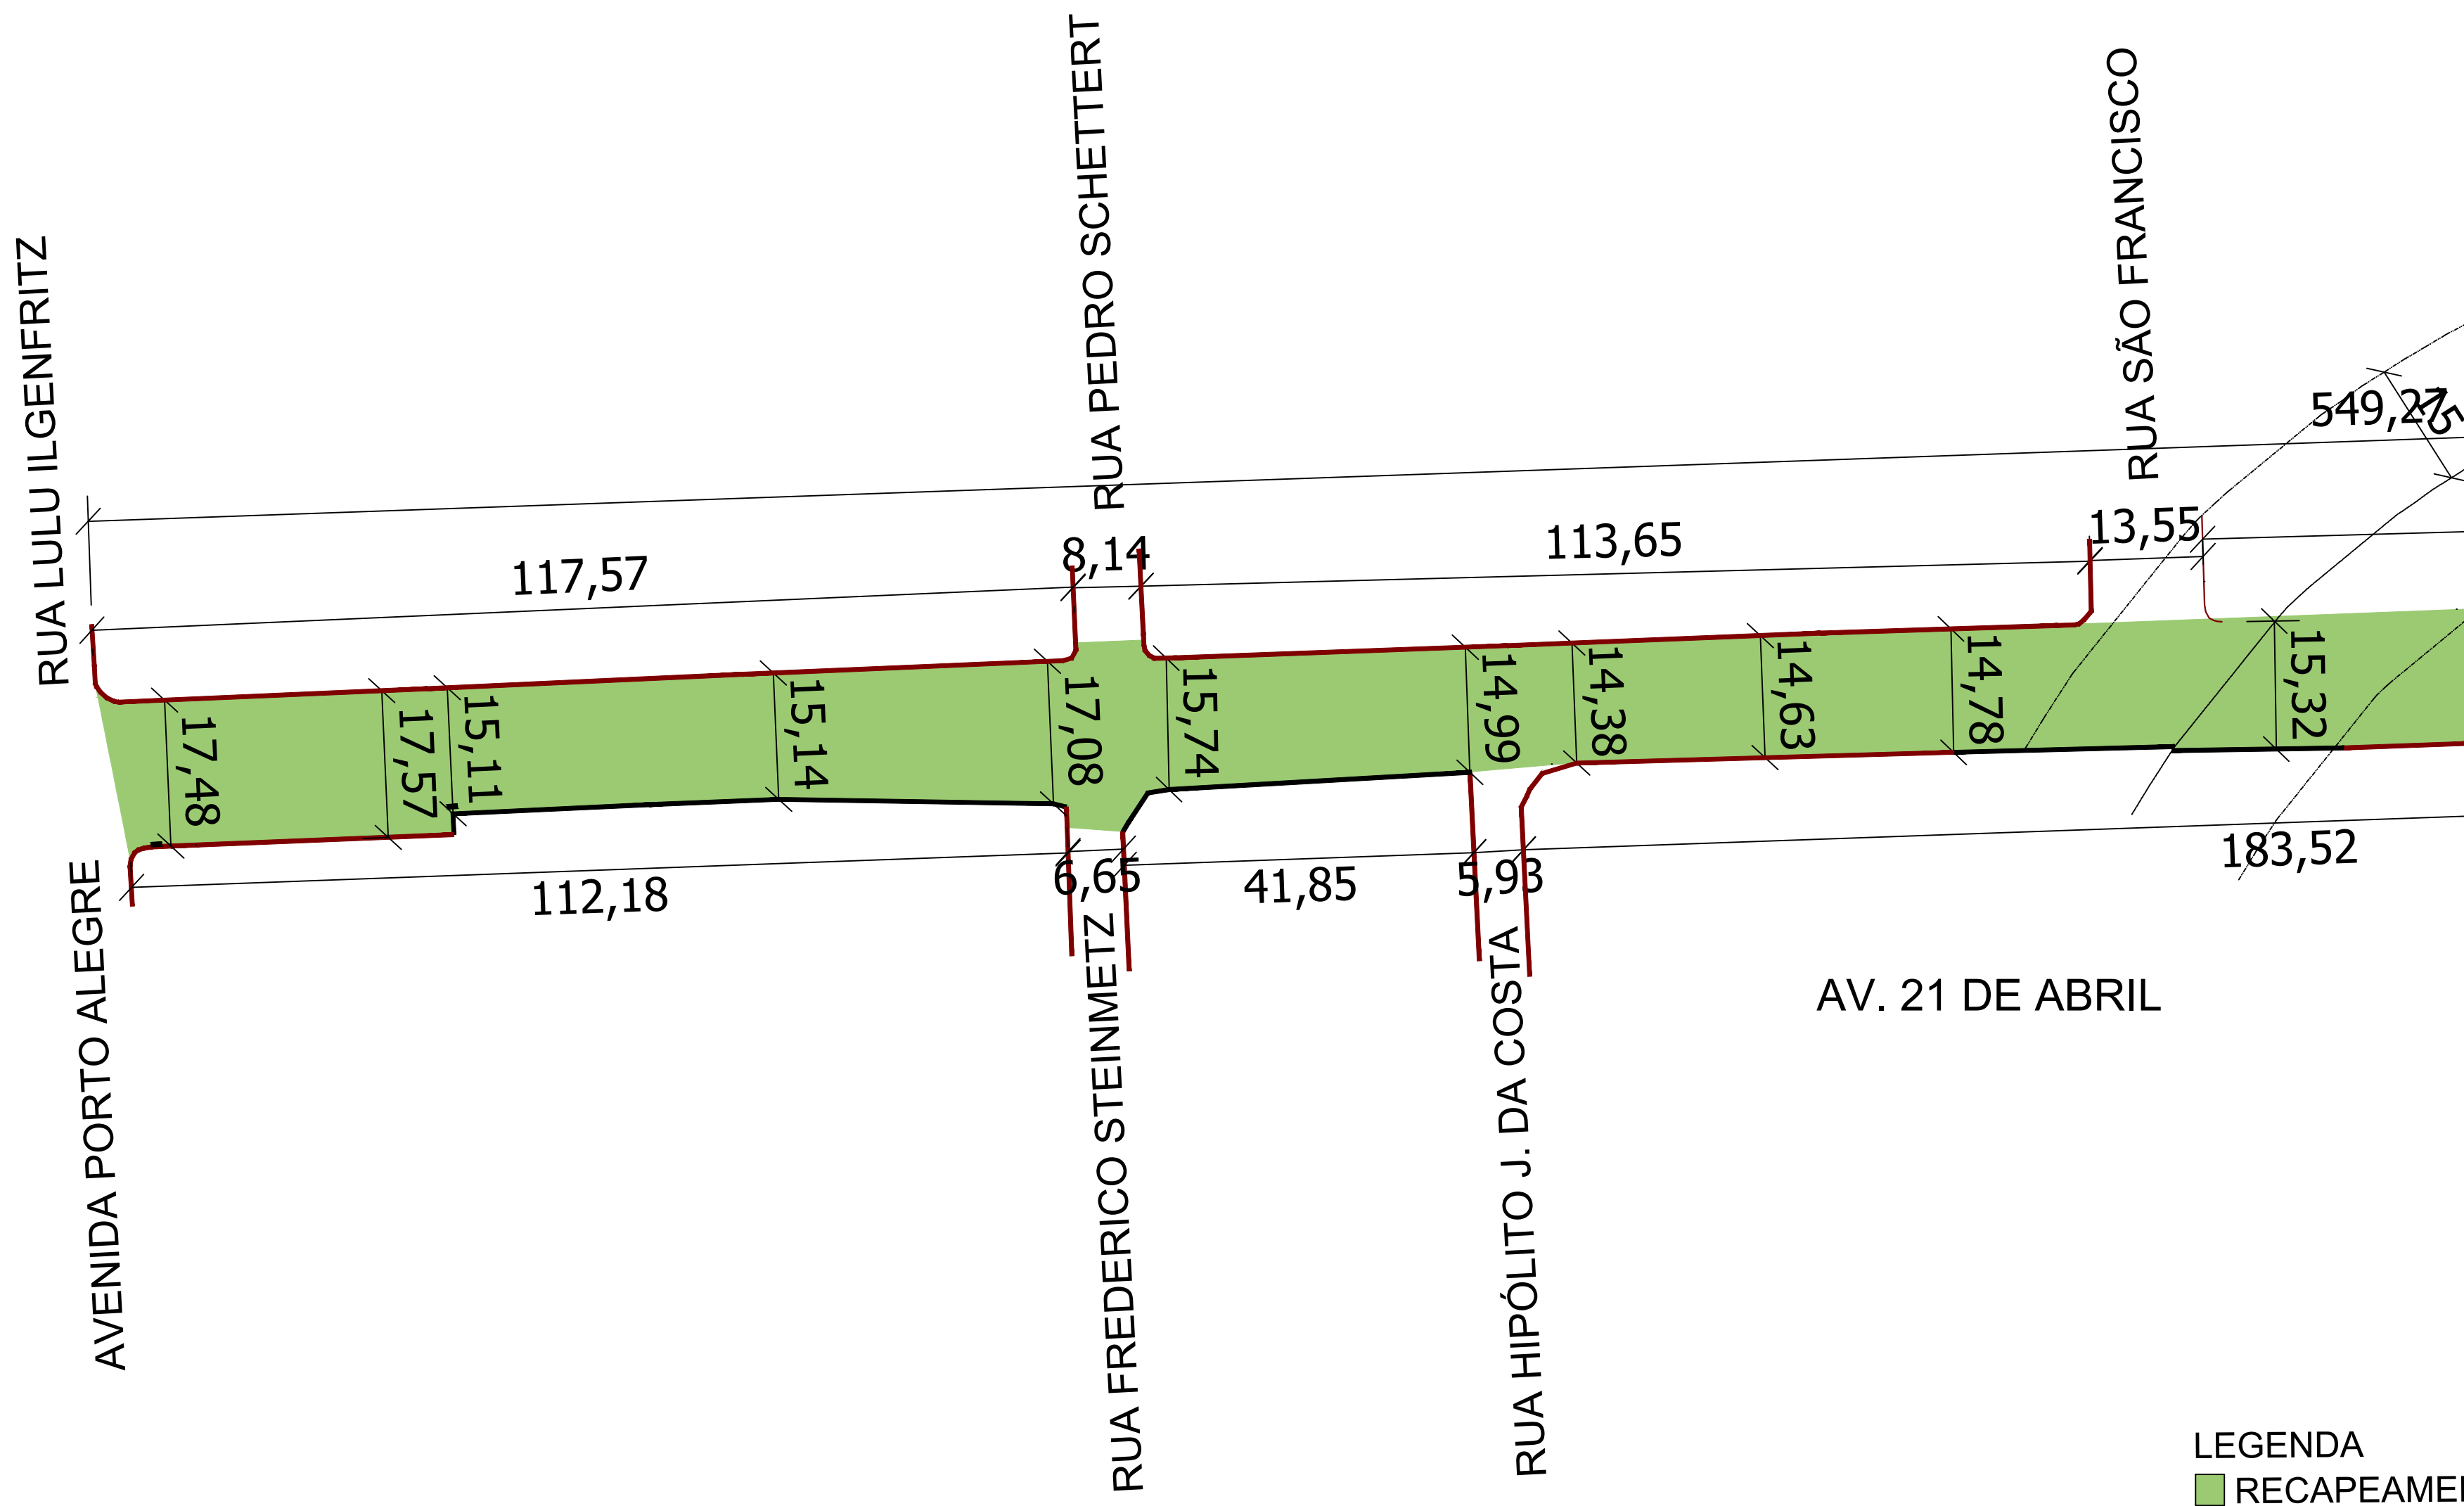 RUA LULU ILGENFRITZ
RUA PEDRO SCHETTERT
RUA SÃO FRANCISCO
549,27
117,57
8,14
113,65
13,55
17,48
17,57
15,11
15,14
17,08
15,74
14,99
14,38
14,63
14,78
15,32
112,18
6,65
41,85
5,93
183,52
AVENIDA PORTO ALEGRE
RUA FREDERICO STEINMETZ
RUA HIPÓLITO J. DA COSTA
AV. 21 DE ABRIL
LEGENDA